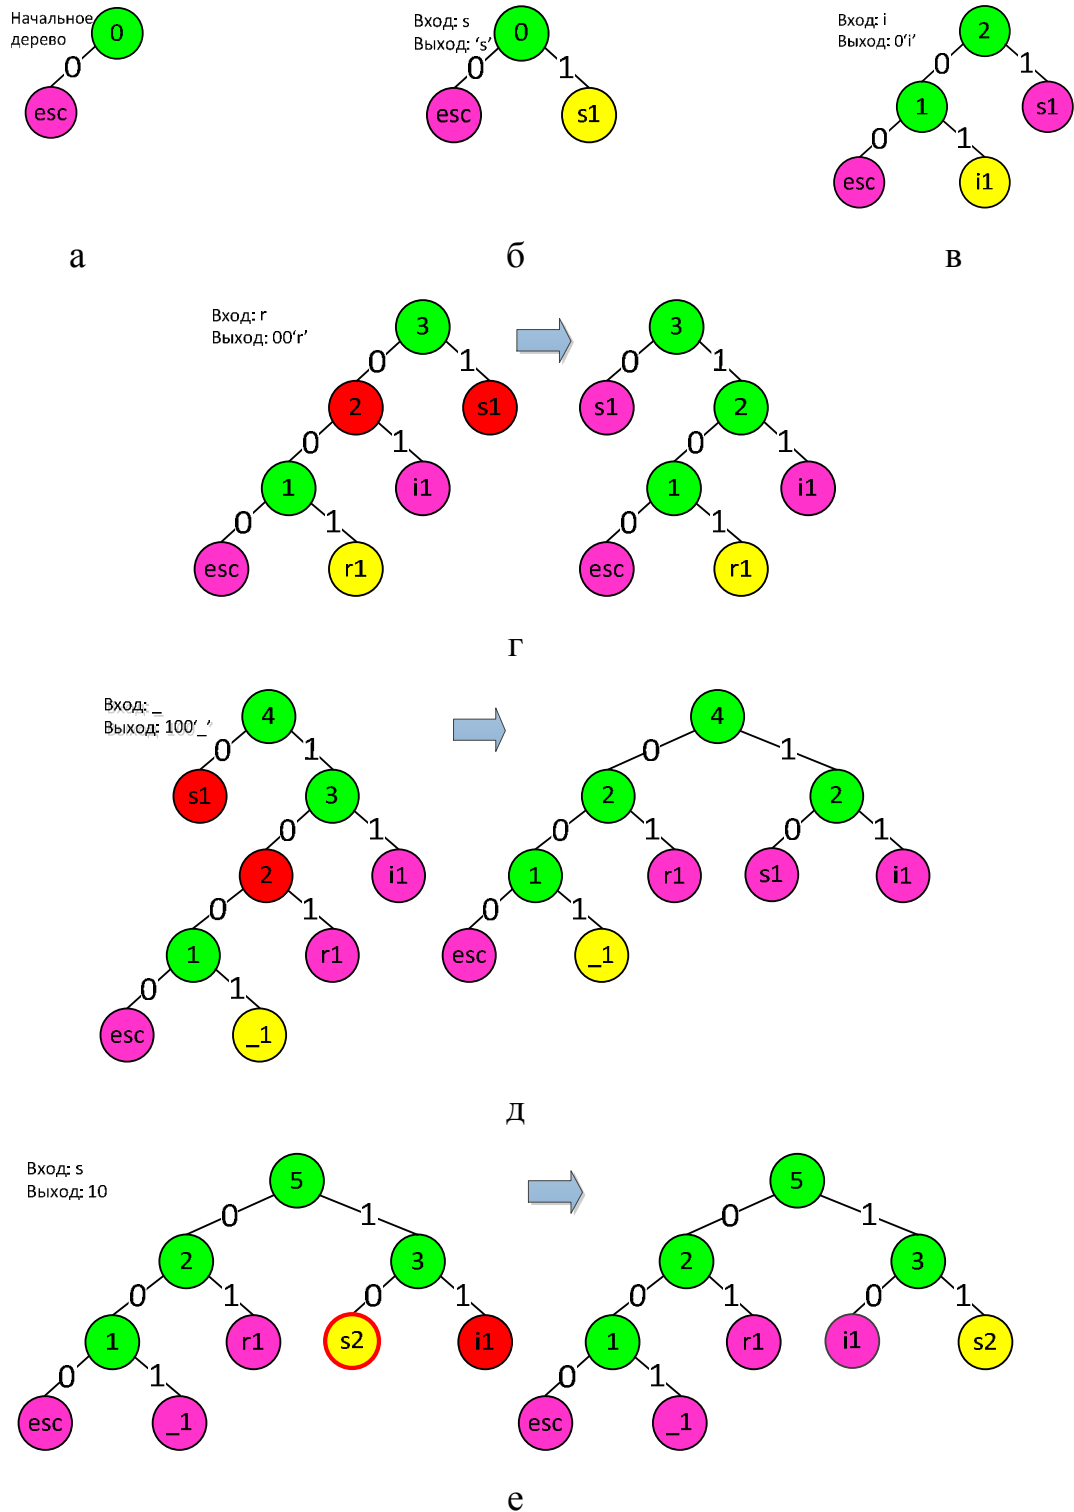 Начальное
дерево
0
0
esc
а
Вход: s
Выход: 's'
0
0 1
esc s1
б
Вход: i
Выход: 0'i'
2
0 1
1 s1
0 1
esc i1
в
Вход: r
Выход: 00'r'
3
0 1
2 s1
0 1
1 i1
0 1
esc r1
3
0 1
s1 2
0 1
1 i1
0 1
esc r1
г
Вход: _
Выход: 100'_'
4
0 1
s1 3
0 1
2 i1
0 1
1 r1
0 1
esc _1
4
0 1
2 2
0 1 0 1
1 r1 s1 i1
0 1
esc _1
д
Вход: s
Выход: 10
5
0 1
2 3
0 1 0 1
1 r1 s2 i1
0 1
esc _1
5
0 1
2 3
0 1 0 1
1 r1 i1 s2
0 1
esc _1
е